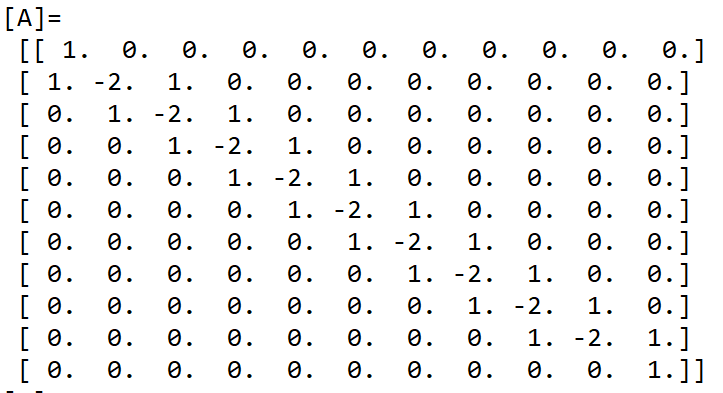 [A]=
[[ 1.  0.  0.  0.  0.  0.  0.  0.  0.  0.  0.]
[ 1. -2.  1.  0.  0.  0.  0.  0.  0.  0.  0.]
[ 0.  1. -2.  1.  0.  0.  0.  0.  0.  0.  0.]
[ 0.  0.  1. -2.  1.  0.  0.  0.  0.  0.  0.]
[ 0.  0.  0.  1. -2.  1.  0.  0.  0.  0.  0.]
[ 0.  0.  0.  0.  1. -2.  1.  0.  0.  0.  0.]
[ 0.  0.  0.  0.  0.  1. -2.  1.  0.  0.  0.]
[ 0.  0.  0.  0.  0.  0.  1. -2.  1.  0.  0.]
[ 0.  0.  0.  0.  0.  0.  0.  1. -2.  1.  0.]
[ 0.  0.  0.  0.  0.  0.  0.  0.  1. -2.  1.]
[ 0.  0.  0.  0.  0.  0.  0.  0.  0.  0.  1.]]